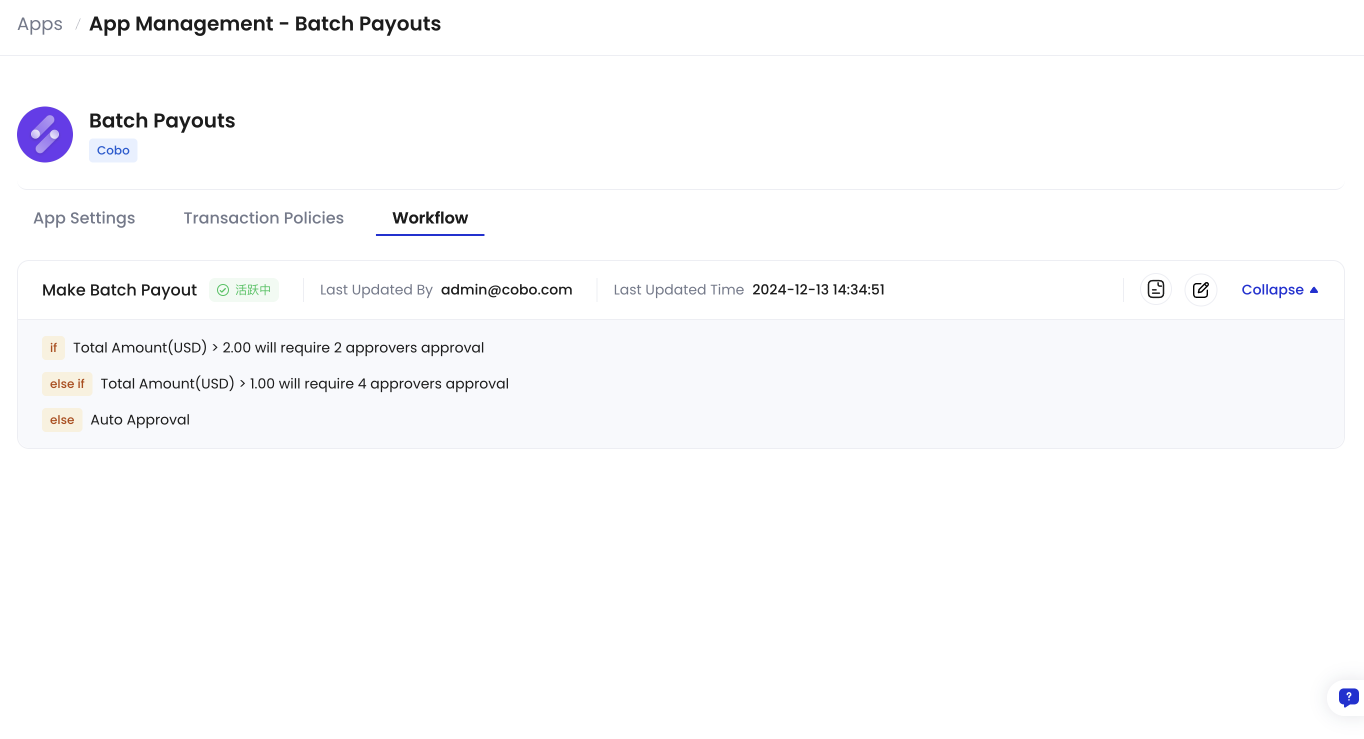 Apps / App Management - Batch Payouts
Batch Payouts
Cobo
App Settings Transaction Policies Workflow
Make Batch Payout 活跃中 Last Updated By admin@cobo.com Last Updated Time 2024-12-13 14:34:51 Collapse
if Total Amount(USD) > 2.00 will require 2 approvers approval
else if Total Amount(USD) > 1.00 will require 4 approvers approval
else Auto Approval
?